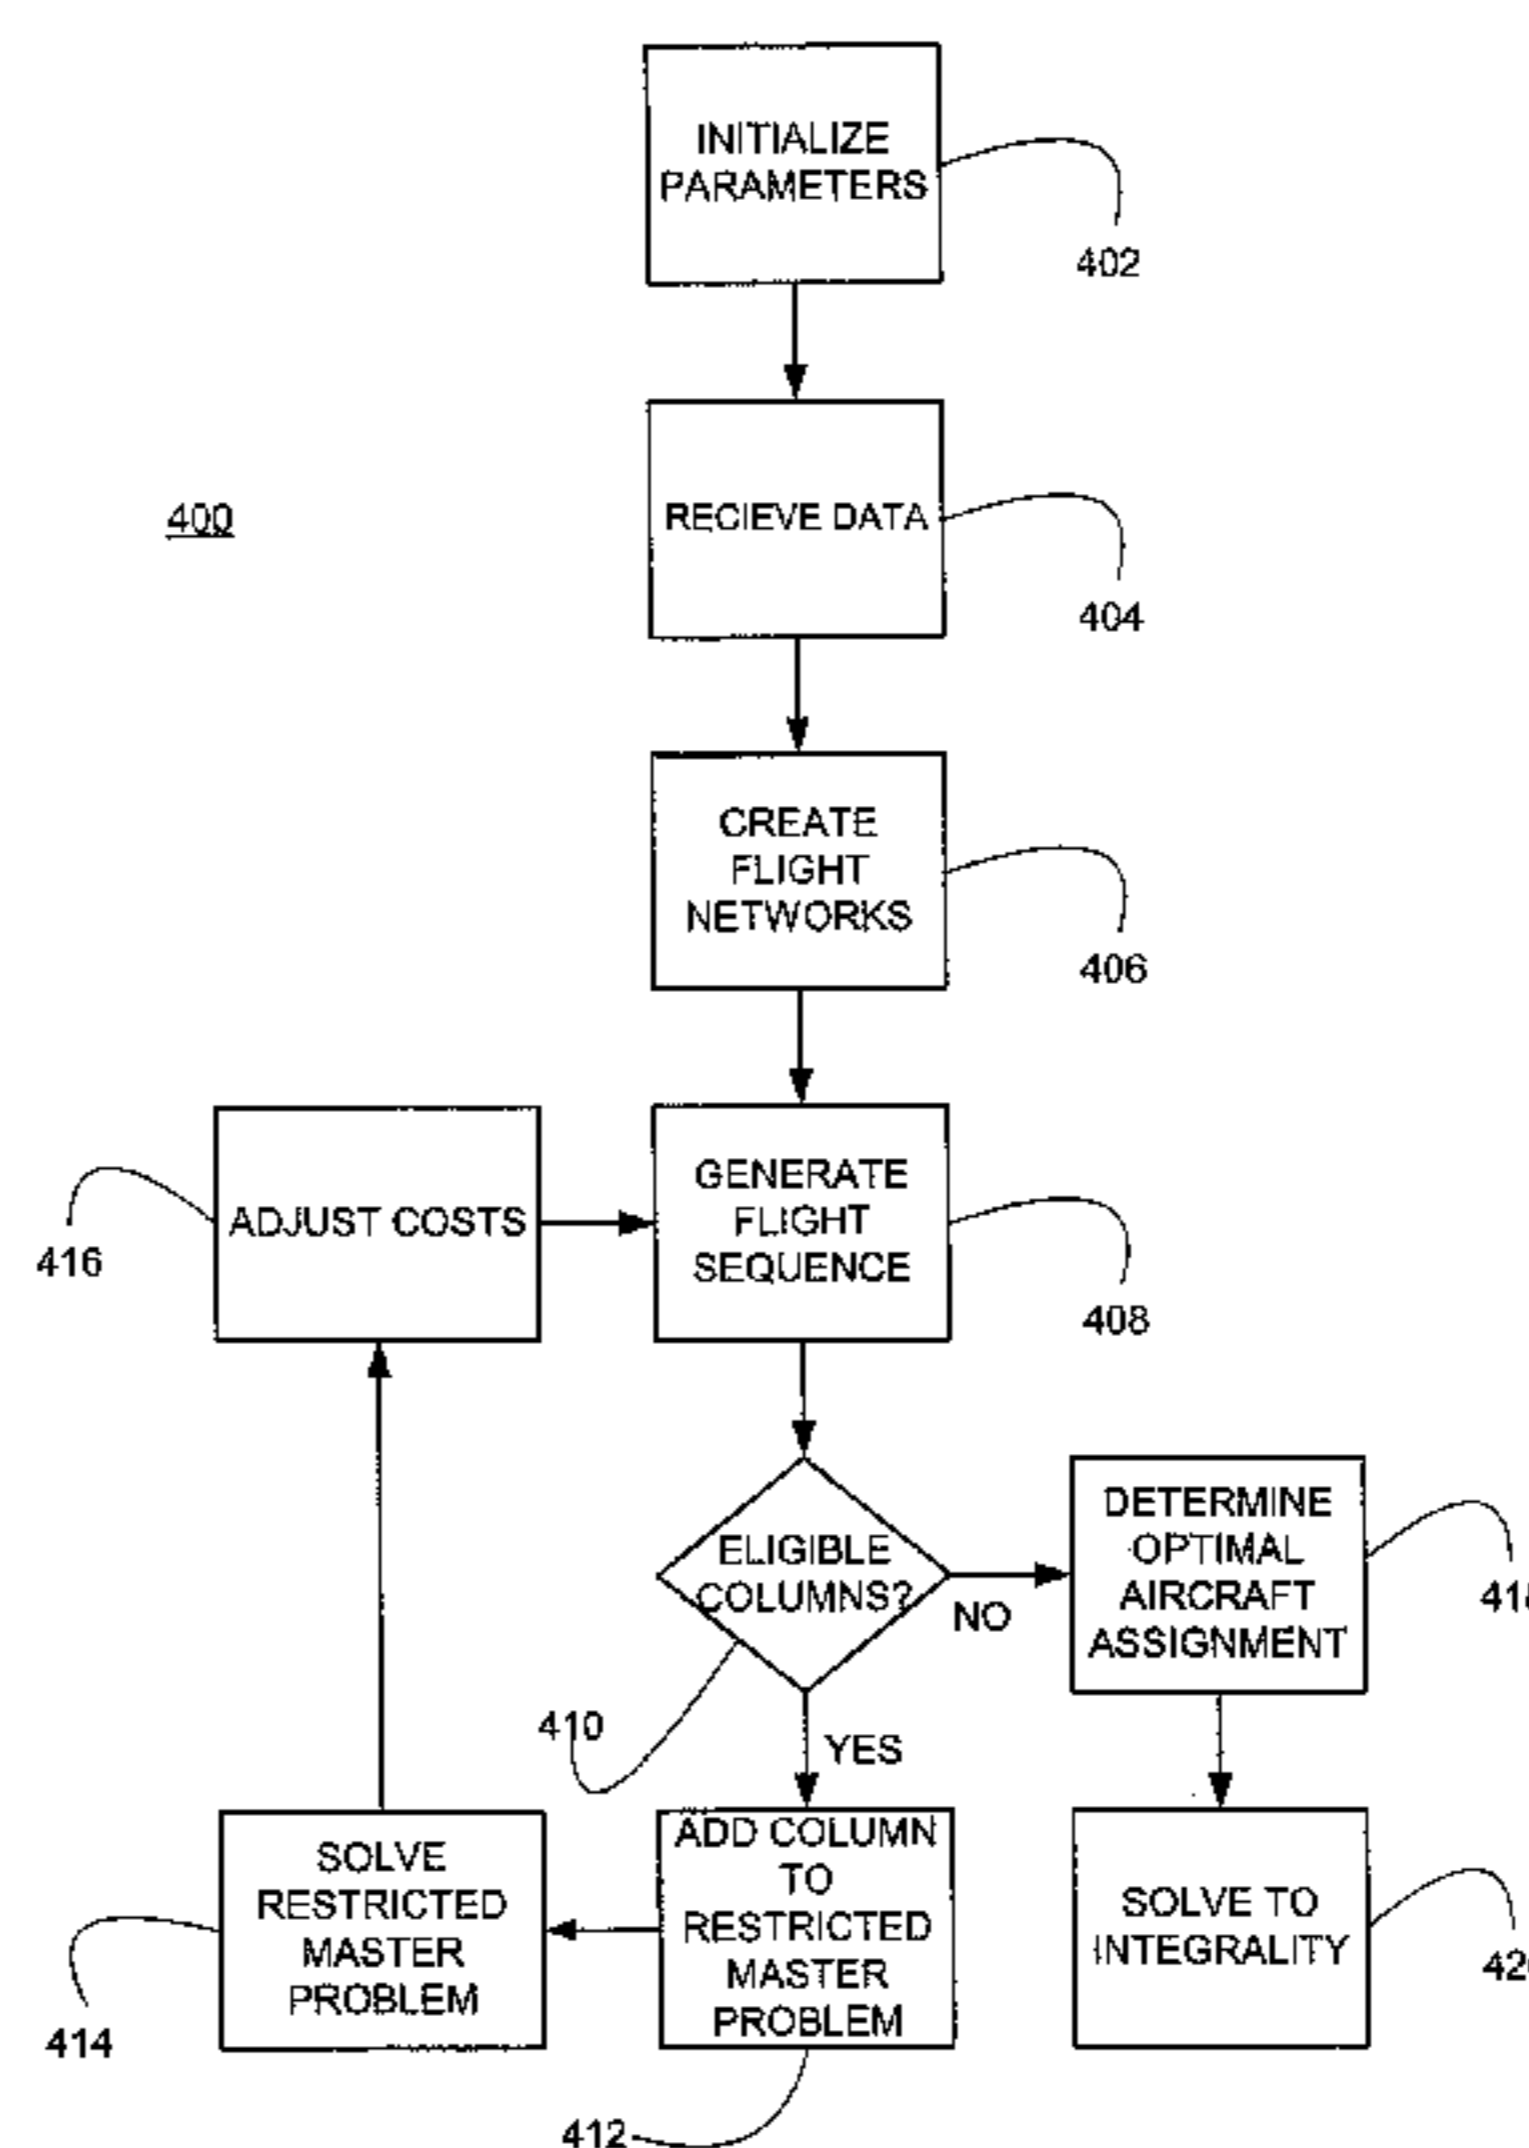 INITIALIZE
PARAMETERS
402
400
RECIEVE DATA
404
CREATE
FLIGHT
NETWORKS
406
416
ADJUST COSTS
GENERATE
FLIGHT
SEQUENCE
408
ELIGIBLE
COLUMNS?
NO
DETERMINE
OPTIMAL
AIRCRAFT
ASSIGNMENT
410
YES
SOLVE
RESTRICTED
MASTER
PROBLEM
414
ADD COLUMN
TO
RESTRICTED
MASTER
PROBLEM
412
SOLVE TO
INTEGRALITY